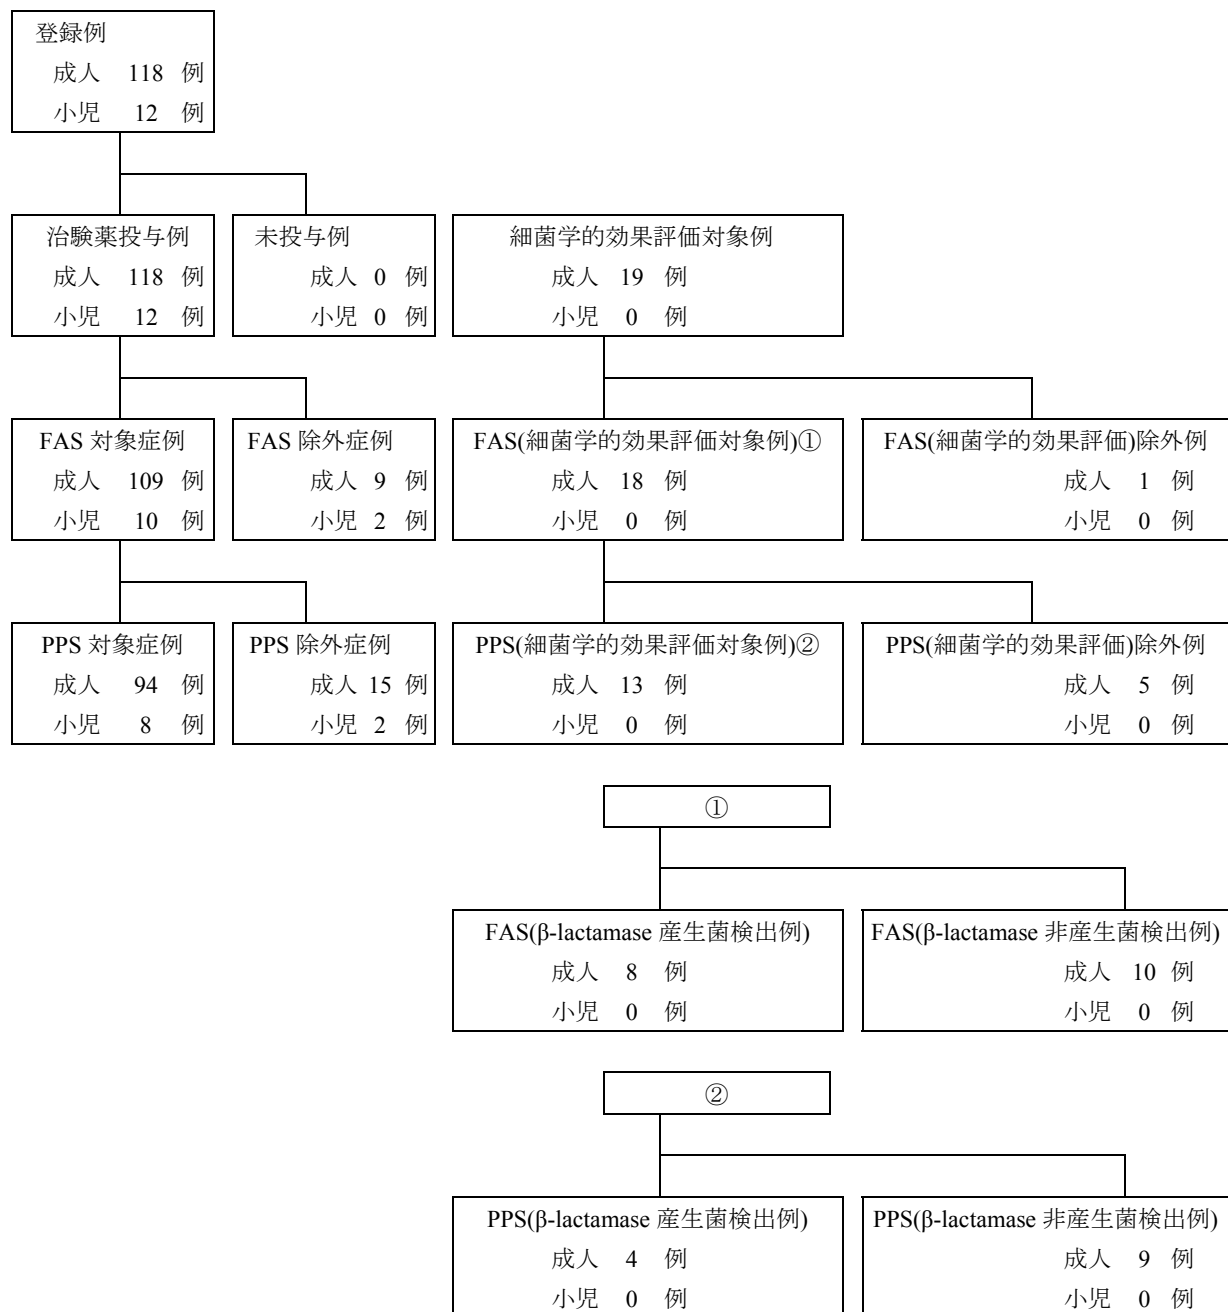 登録例
成人 118 例
小児 12 例
治験薬投与例
成人 118 例
小児 12 例
未投与例
成人 0 例
小児 0 例
細菌学的効果評価対象例
成人 19 例
小児 0 例
FAS 対象症例
成人 109 例
小児 10 例
FAS 除外症例
成人 9 例
小児 2 例
FAS(細菌学的効果評価対象例)①
成人 18 例
小児 0 例
FAS(細菌学的効果評価)除外例
成人 1 例
小児 0 例
PPS 対象症例
成人 94 例
小児 8 例
PPS 除外症例
成人 15 例
小児 2 例
PPS(細菌学的効果評価対象例)②
成人 13 例
小児 0 例
PPS(細菌学的効果評価)除外例
成人 5 例
小児 0 例
①
FAS(β-lactamase 産生菌検出例)
成人 8 例
小児 0 例
FAS(β-lactamase 非産生菌検出例)
成人 10 例
小児 0 例
②
PPS(β-lactamase 産生菌検出例)
成人 4 例
小児 0 例
PPS(β-lactamase 非産生菌検出例)
成人 9 例
小児 0 例